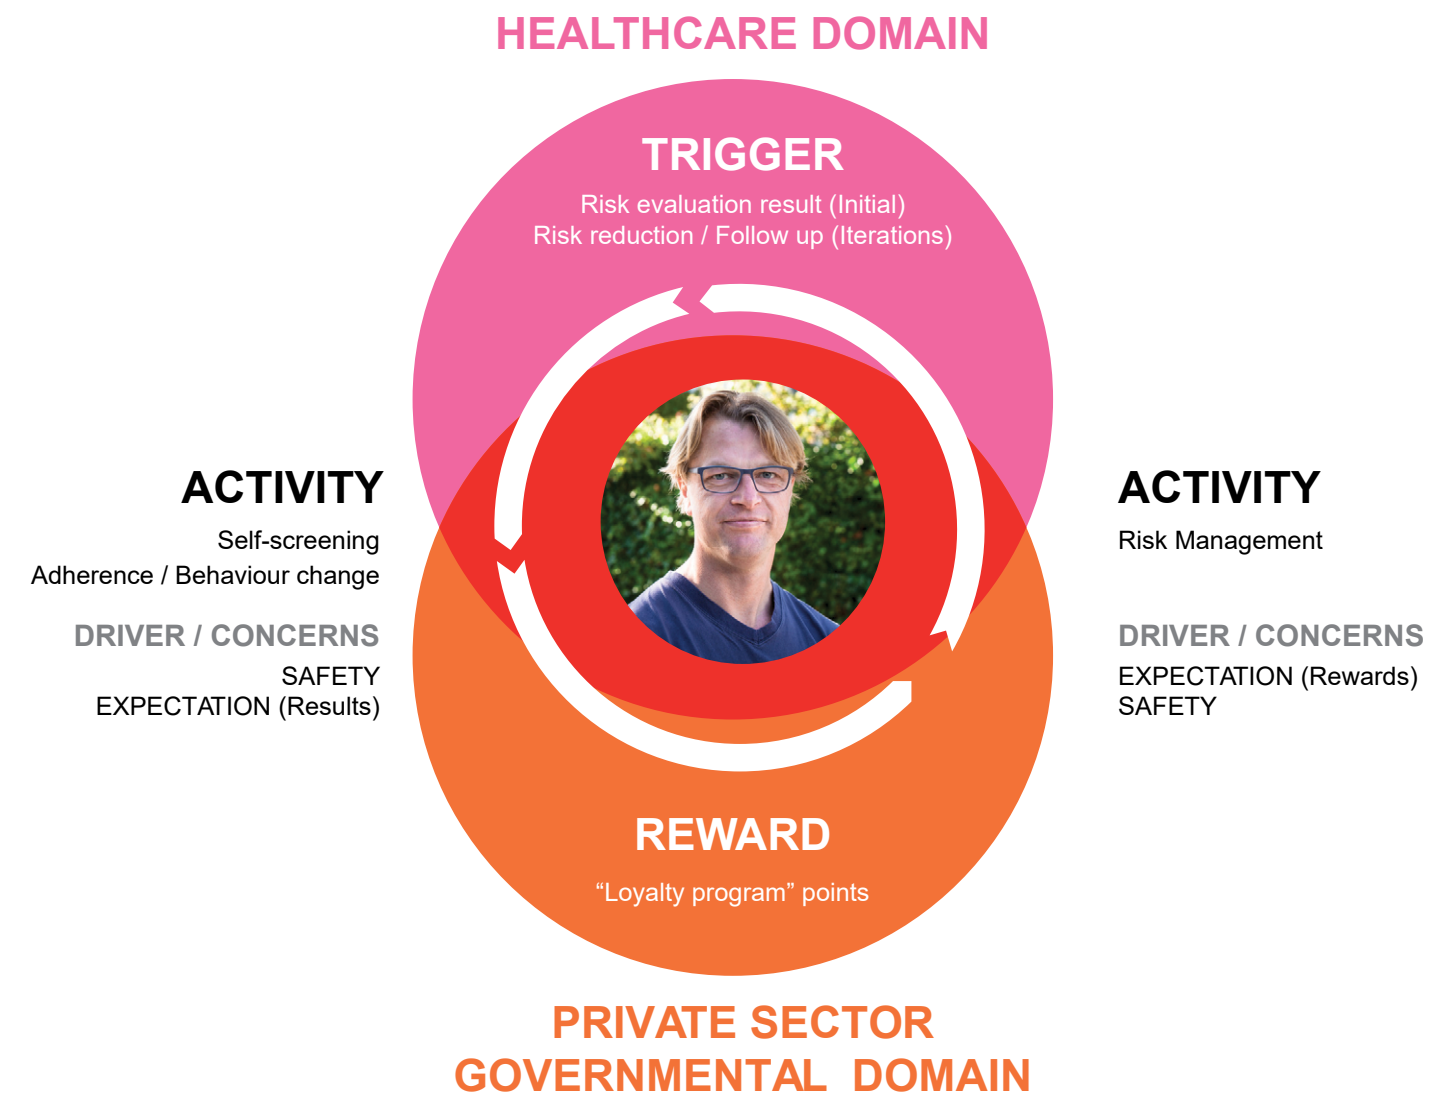 HEALTHCARE DOMAIN
TRIGGER
Risk evaluation result (Initial)
Risk reduction / Follow up (Iterations)
ACTIVITY
Self-screening
Adherence / Behaviour change
DRIVER / CONCERNS
SAFETY
EXPECTATION (Results)
ACTIVITY
Risk Management
DRIVER / CONCERNS
EXPECTATION (Rewards)
SAFETY
REWARD
“Loyalty program” points
PRIVATE SECTOR
GOVERNMENTAL DOMAIN